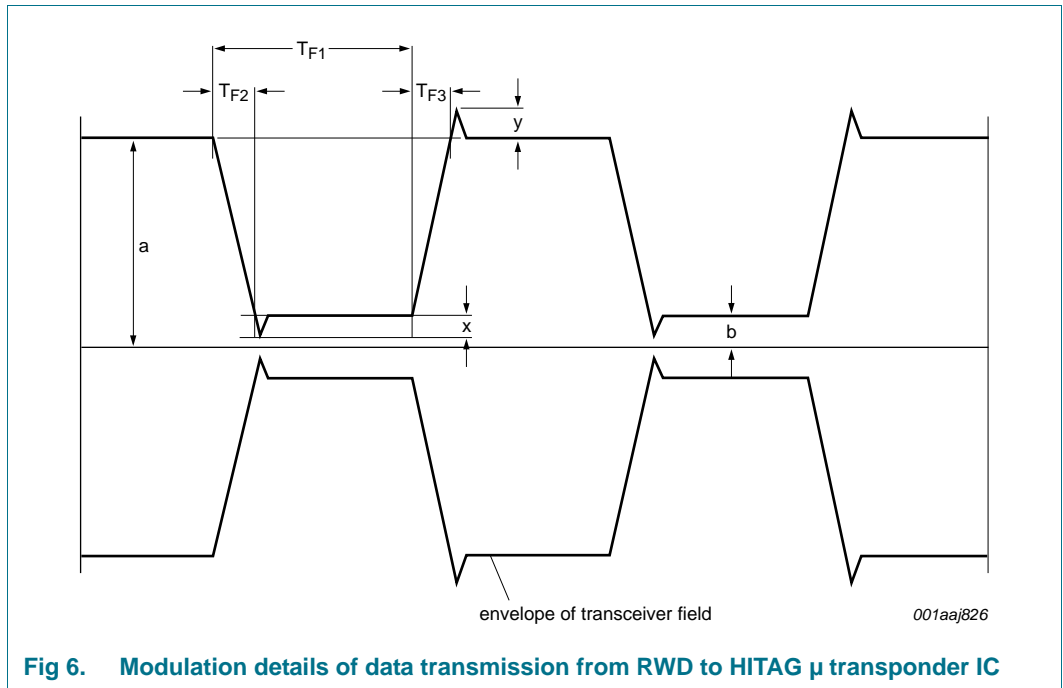 TF1
TF2
TF3
y
a
x
b
envelope of transceiver field
001aaj826
Fig 6. Modulation details of data transmission from RWD to HITAG μ transponder IC